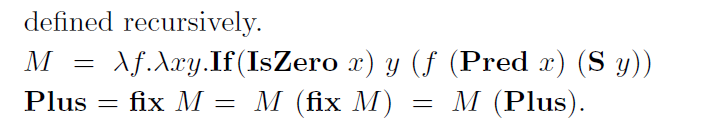 defined recursively.
M = λf.λxy.If(IsZero x) y (f (Pred x) (S y))
Plus = fix M = M (fix M) = M (Plus).